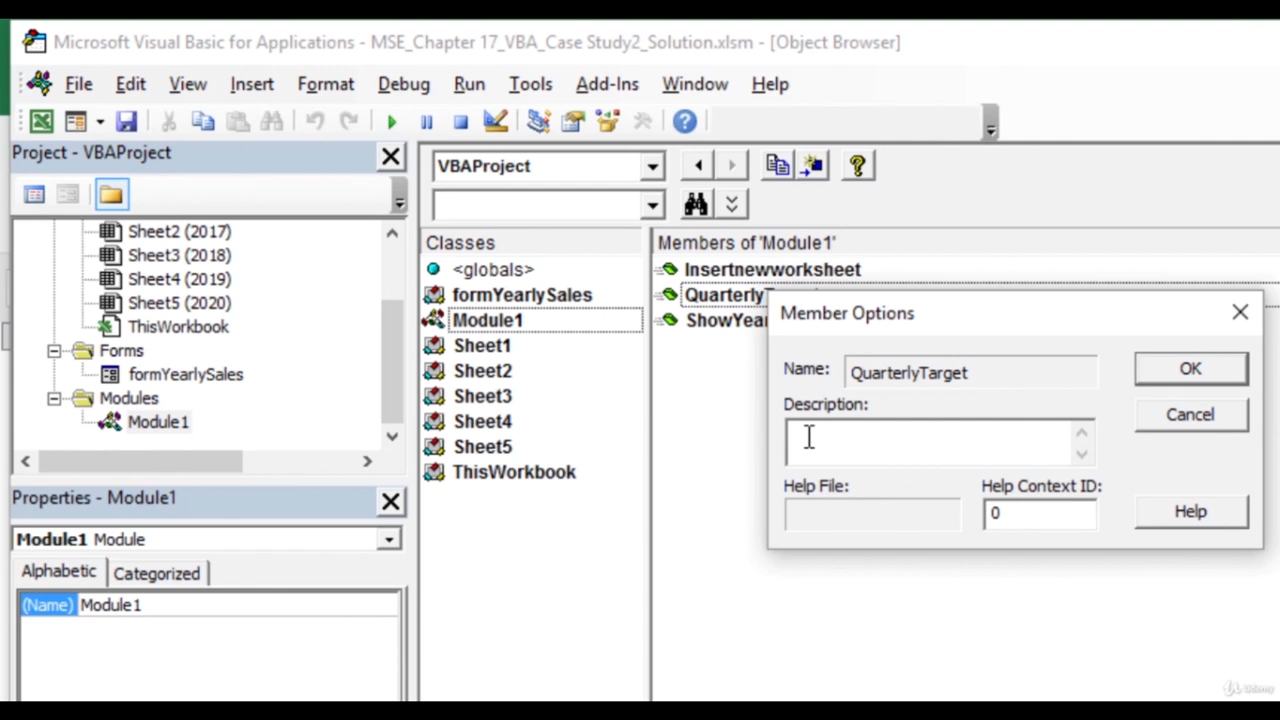 Microsoft Visual Basic for Applications - MSE_Chapter 17_VBA_Case Study2_Solution.xlsm - [Object Browser]
File Edit View Insert Format Debug Run Tools Add-Ins Window Help
Project - VBAProject
Sheet2 (2017)
Sheet3 (2018)
Sheet4 (2019)
Sheet5 (2020)
ThisWorkbook
Forms
formYearlySales
Modules
Module1
Properties - Module1
Module1 Module
Alphabetic Categorized
(Name) Module1
VBAProject
Classes
<globals>
formYearlySales
Module1
Sheet1
Sheet2
Sheet3
Sheet4
Sheet5
ThisWorkbook
Members of 'Module1'
Insertnewworksheet
QuarterlyT
ShowYea
Member Options
Name: QuarterlyTarget
OK
Description:
Cancel
Help File: Help Context ID:
0
Help
Udemy